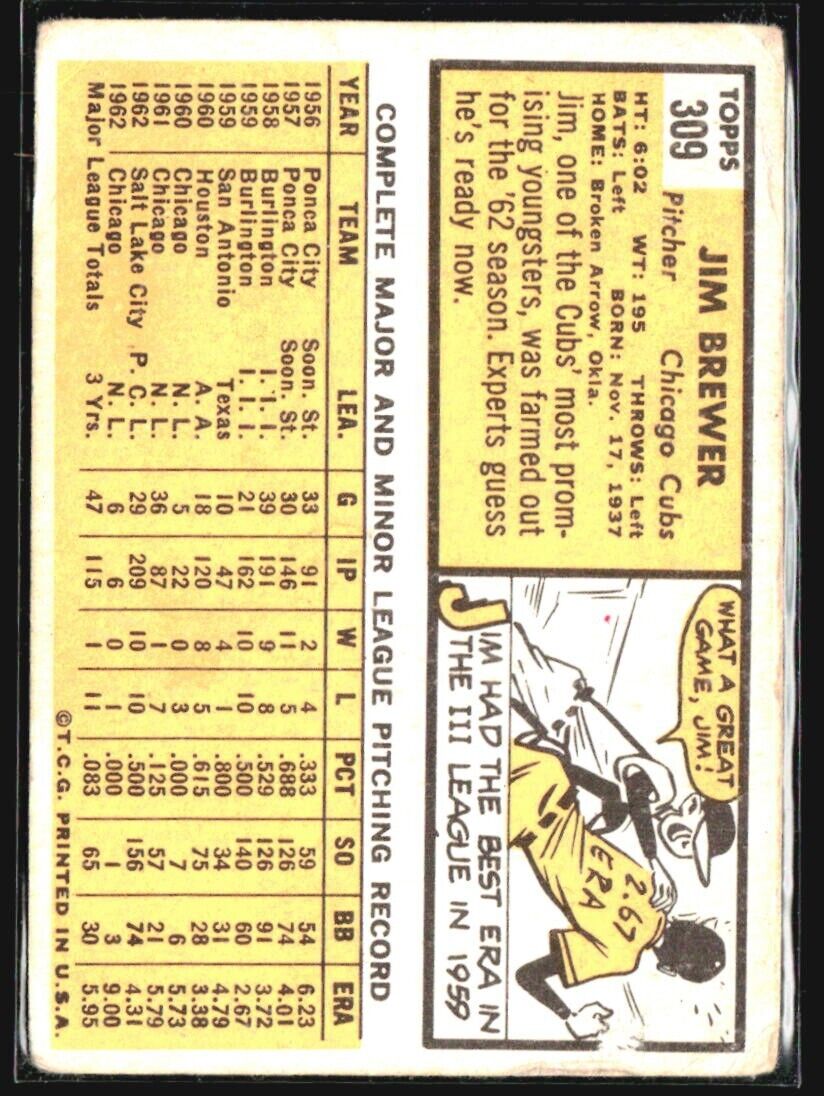 TOPPS
309
JIM BREWER
Pitcher Chicago Cubs
HT: 6:02 WT: 195 THROWS: Left
BATS: Left BORN: Nov. 17, 1937
HOME: Broken Arrow, Okla.
Jim, one of the Cubs' most prom-
ising youngsters, was farmed out
for the '62 season. Experts guess
he's ready now.
WHAT A GREAT
GAME, JIM!
2.67
ERA
JIM HAD THE BEST ERA IN
THE III LEAGUE IN 1959
COMPLETE MAJOR AND MINOR LEAGUE PITCHING RECORD
YEAR TEAM LEA. G IP W L PCT SO BB ERA
1956 Ponca City Soon. St. 33 91 2 4 .333 59 54 6.23
1957 Ponca City Soon. St. 30 146 11 5 .688 126 74 4.01
1958 Burlington I. I. I. 39 191 9 8 .529 126 91 3.72
1959 Burlington I. I. I. 21 162 10 10 .500 140 60 2.67
1959 San Antonio Texas 10 47 4 1 .800 34 31 4.79
1960 Houston A. A. 18 120 8 5 .615 75 28 3.38
1960 Chicago N. L. 5 22 0 3 .000 7 6 5.73
1961 Chicago N. L. 36 87 1 7 .125 57 21 5.79
1962 Salt Lake City P. C. L. 29 209 10 10 .500 156 74 4.31
1962 Chicago N. L. 6 6 0 1 .000 1 3 9.00
Major League Totals 3 Yrs. 47 115 1 11 .083 65 30 5.95
©T.C.G. PRINTED IN U.S.A.